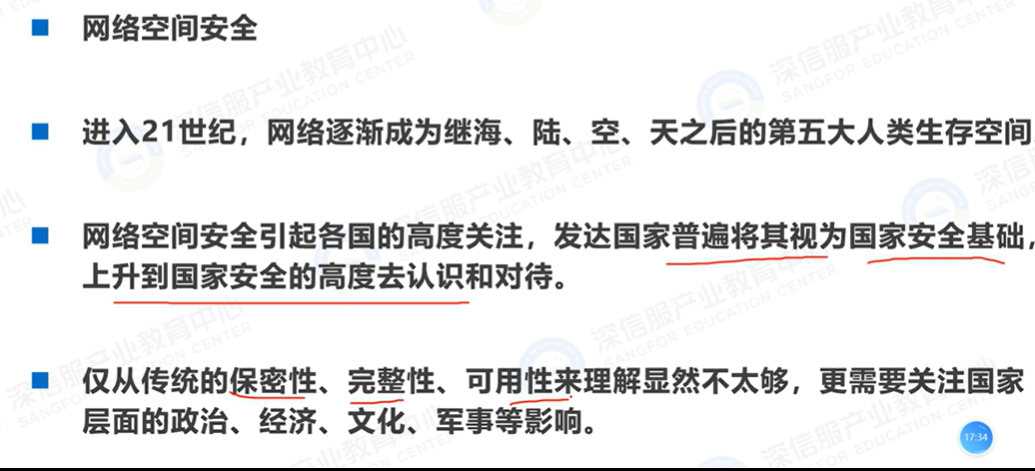 网络空间安全
进入21世纪，网络逐渐成为继海、陆、空、天之后的第五大人类生存空间
网络空间安全引起各国的高度关注，发达国家普遍将其视为国家安全基础，
上升到国家安全的高度去认识和对待。
仅从传统的保密性、完整性、可用性来理解显然不太够，更需要关注国家
层面的政治、经济、文化、军事等影响。
17:34
深信服产业教育中心
SANGFOR EDUCATION CENTER